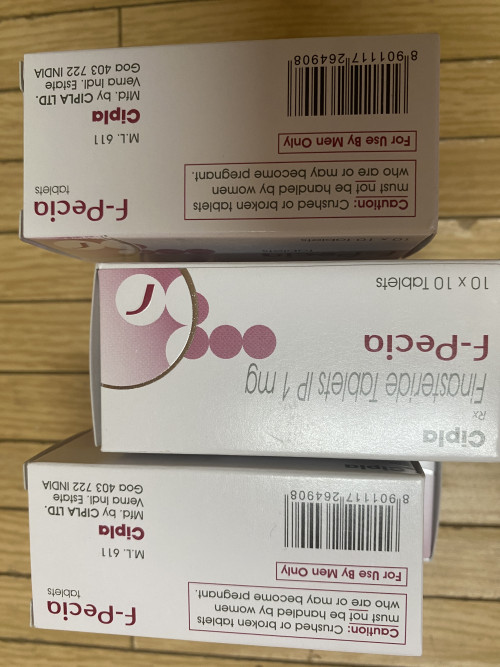 Caution: Crushed or broken tablets
must not be handled by women
who are or may become pregnant.
For Use By Men Only
8 901117 264908
F-Pecia
tablets
M.L. 611
Cipla
Mfd. by CIPLA LTD.
Verna Indl. Estate
Goa 403 722 INDIA
Cipla
Cipla
Rx
Finasteride Tablets IP 1 mg
F-Pecia
10 x 10 Tablets
10 x 10 Tablets
Caution: Crushed or broken tablets
must not be handled by women
who are or may become pregnant.
For Use By Men Only
8 901117 264908
F-Pecia
tablets
M.L. 611
Cipla
Mfd. by CIPLA LTD.
Verna Indl. Estate
Goa 403 722 INDIA